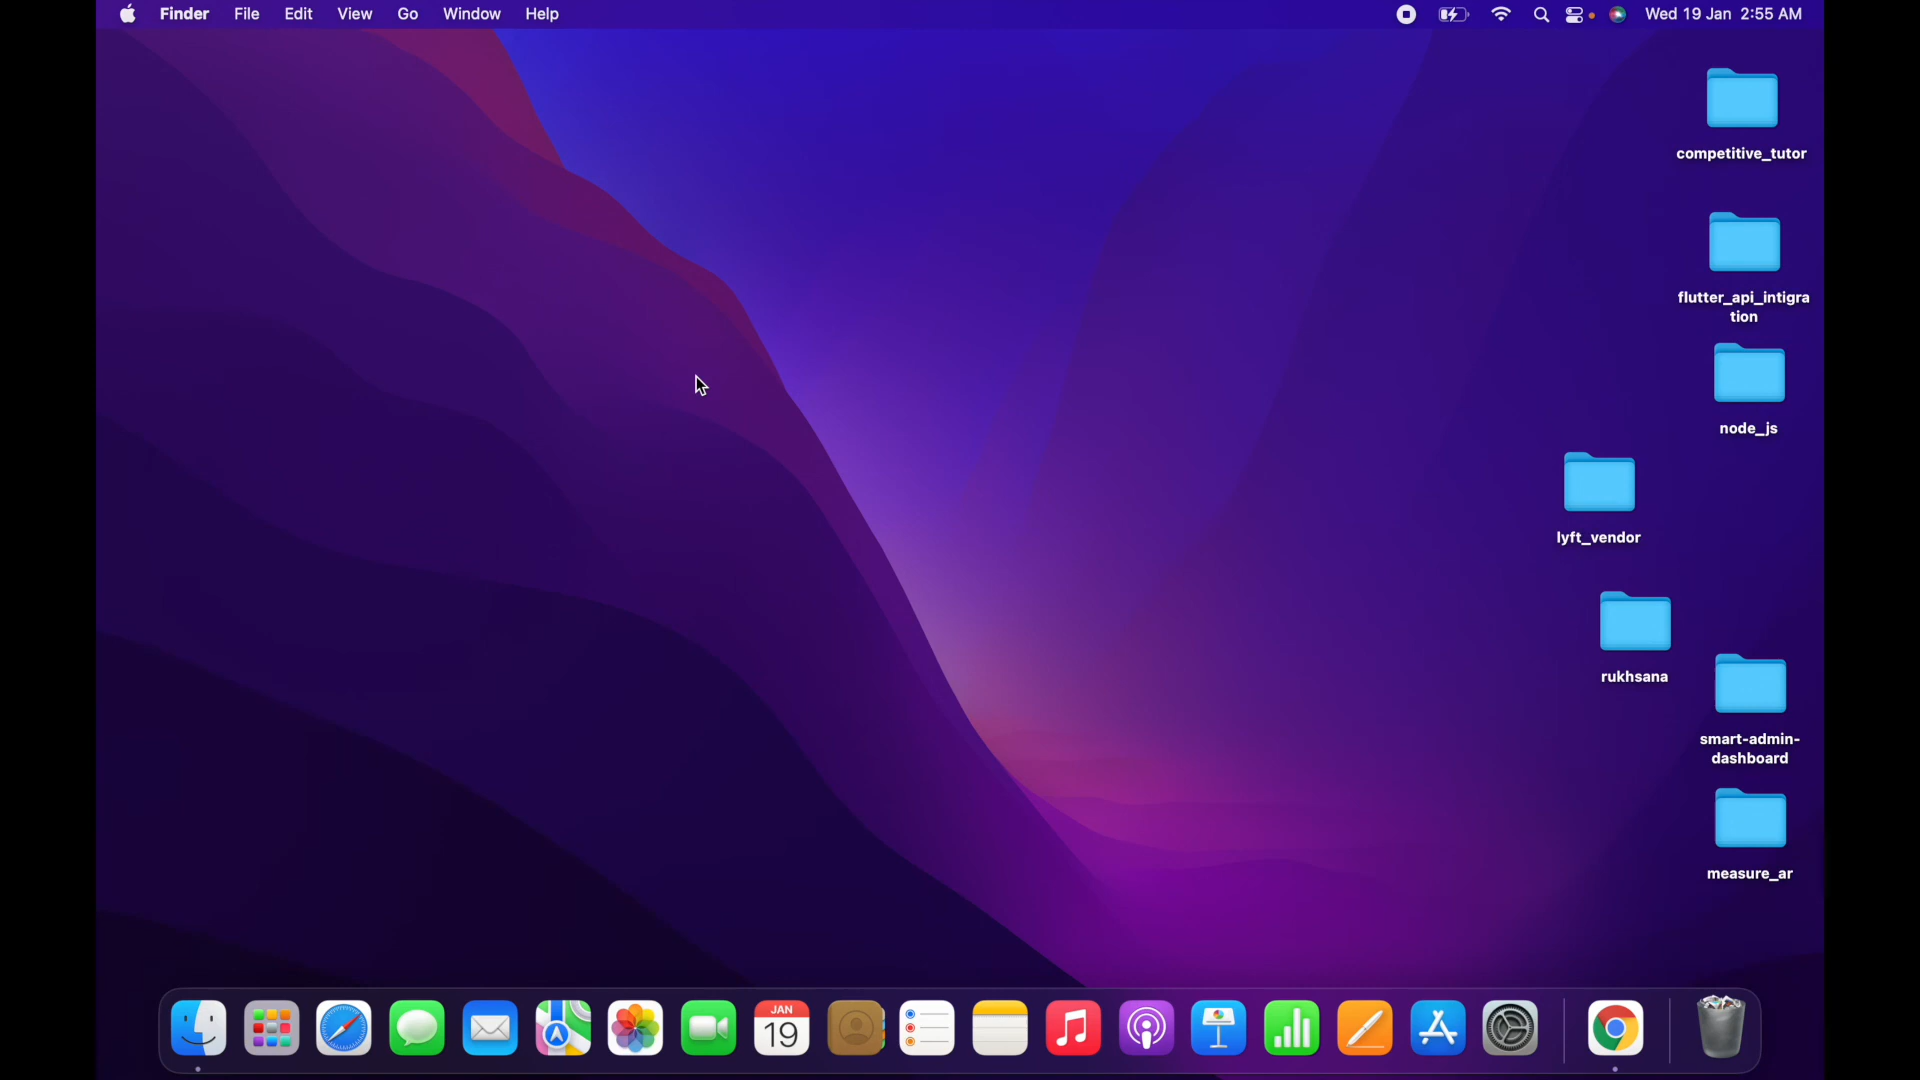 Finder File Edit View Go Window Help Wed 19 Jan 2:55 AM
competitive_tutor
flutter_api_intigra
tion
node_js
lyft_vendor
rukhsana
smart-admin-
dashboard
measure_ar
JAN
19